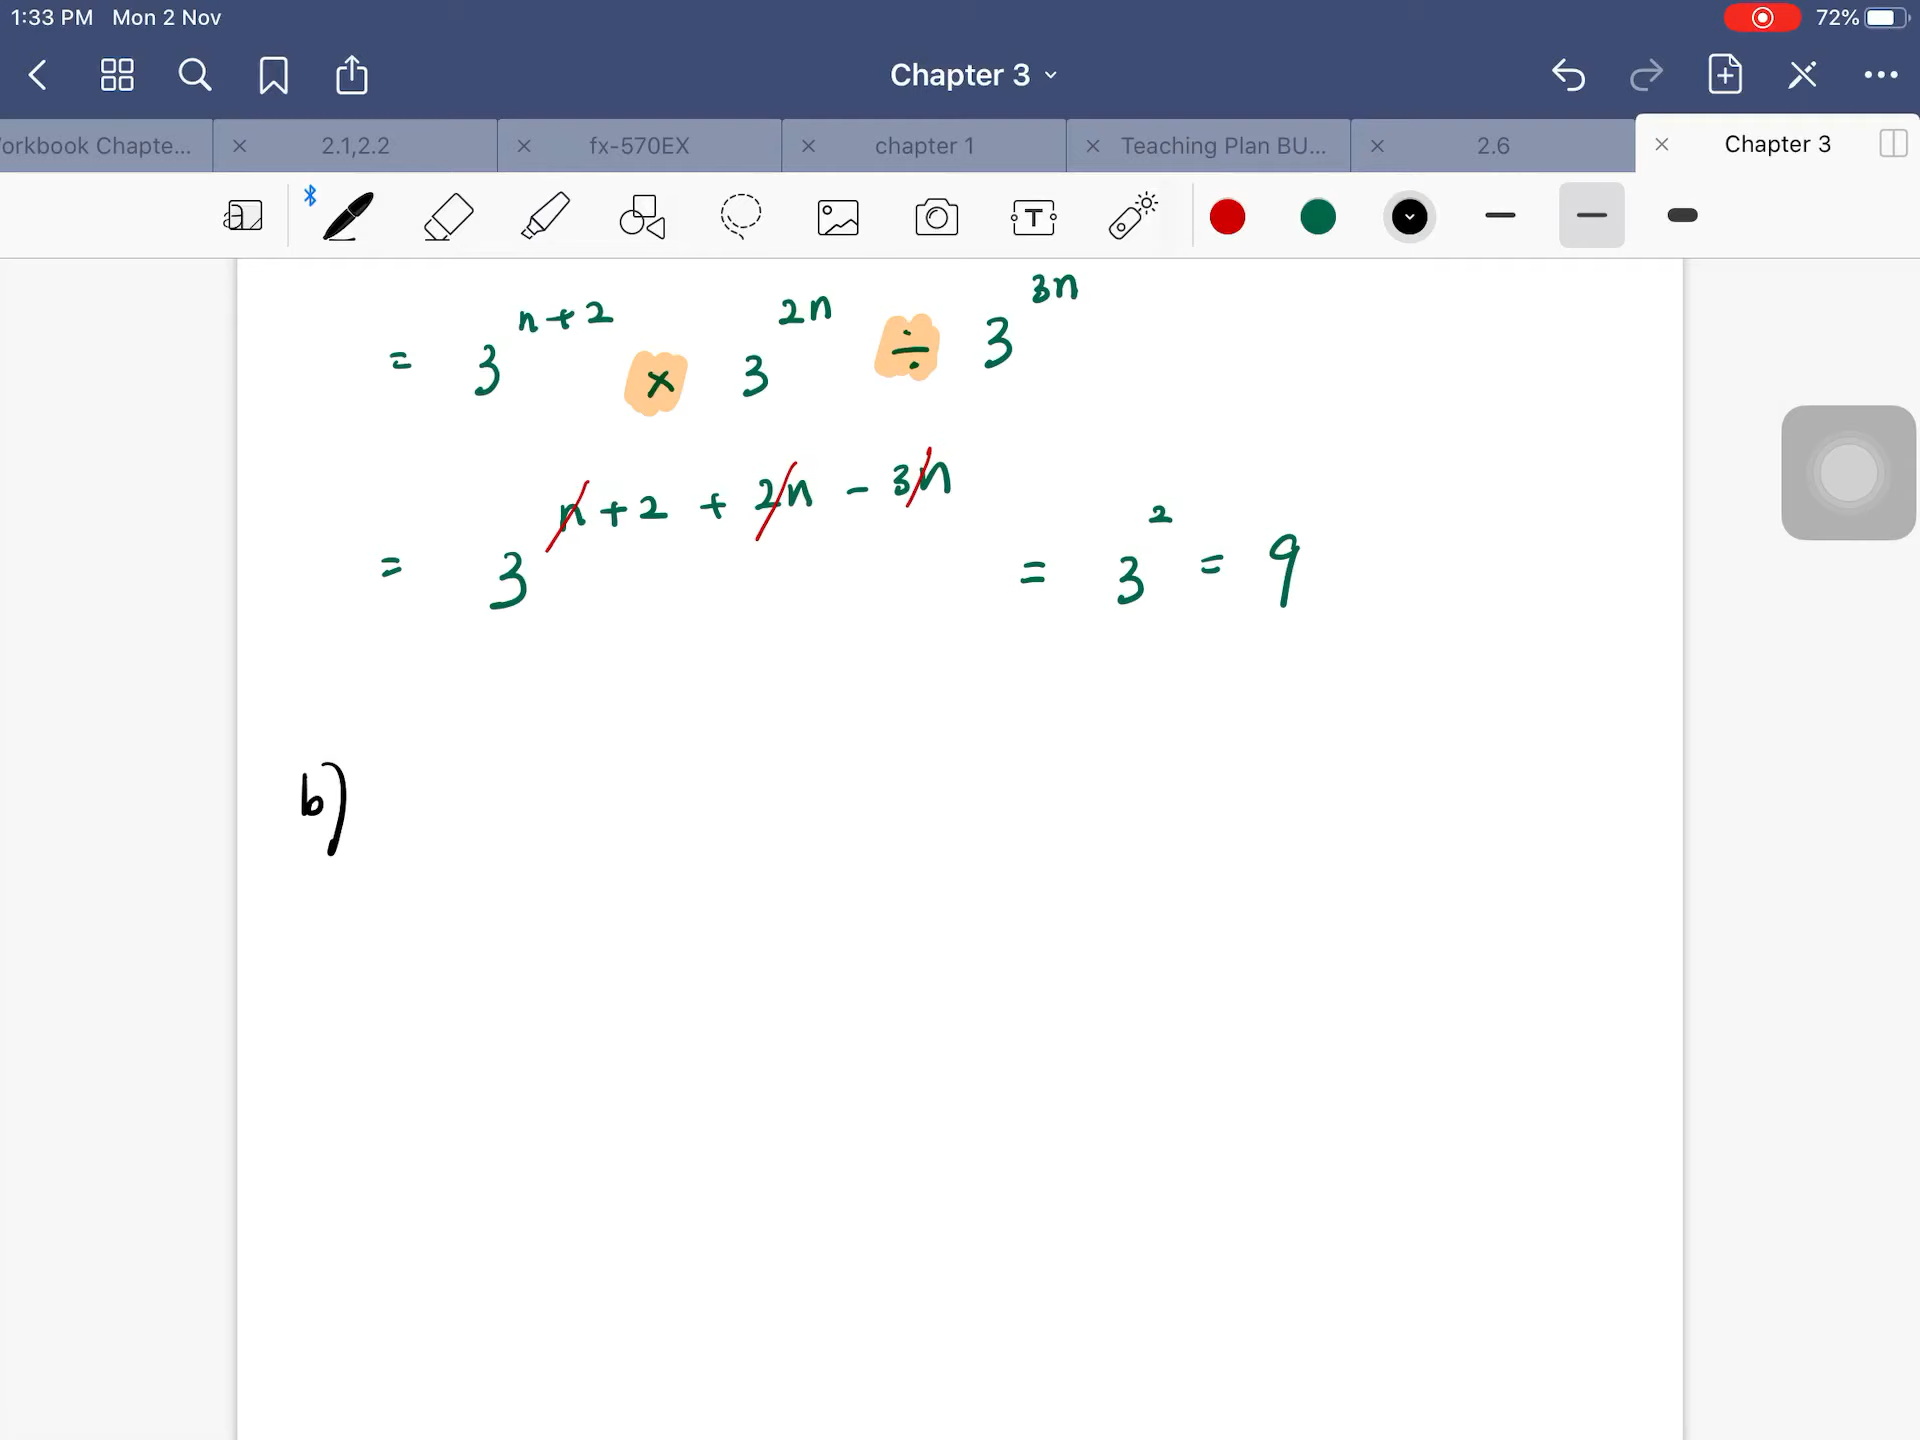 1:33 PM Mon 2 Nov 72%
Chapter 3
orkbook Chapte... 2.1,2.2 fx-570EX chapter 1 Teaching Plan BU... 2.6 Chapter 3
= 3^(n+2) × 3^(2n) ÷ 3^(3n)
= 3^(n+2+2n-3n) = 3^2 = 9
b)